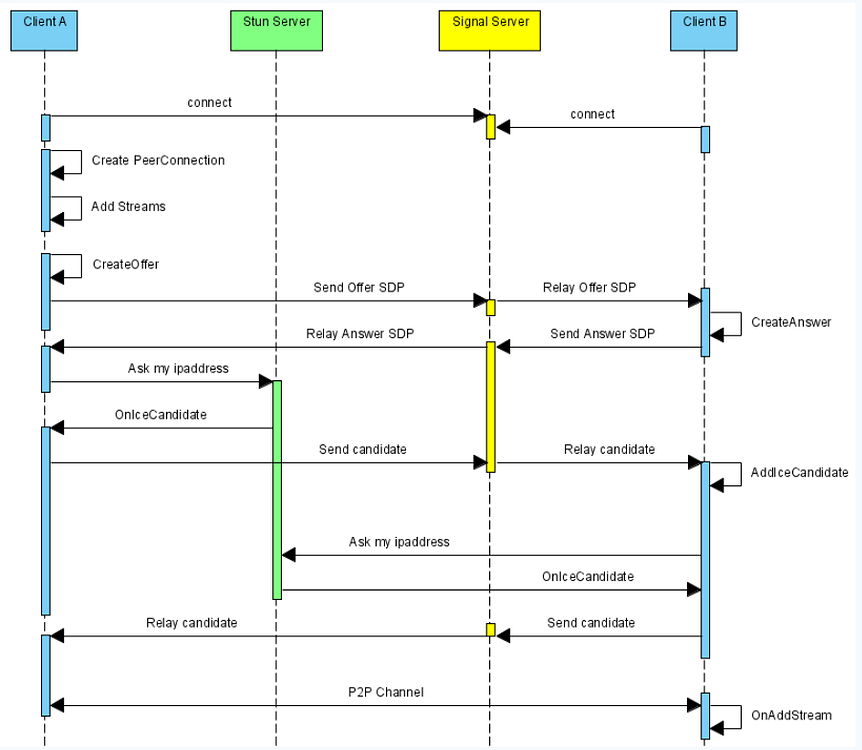 Client A
Stun Server
Signal Server
Client B
connect
connect
Create PeerConnection
Add Streams
CreateOffer
Send Offer SDP
Relay Offer SDP
CreateAnswer
Relay Answer SDP
Send Answer SDP
Ask my ipaddress
OnIceCandidate
Send candidate
Relay candidate
AddIceCandidate
Ask my ipaddress
OnIceCandidate
Relay candidate
Send candidate
P2P Channel
OnAddStream